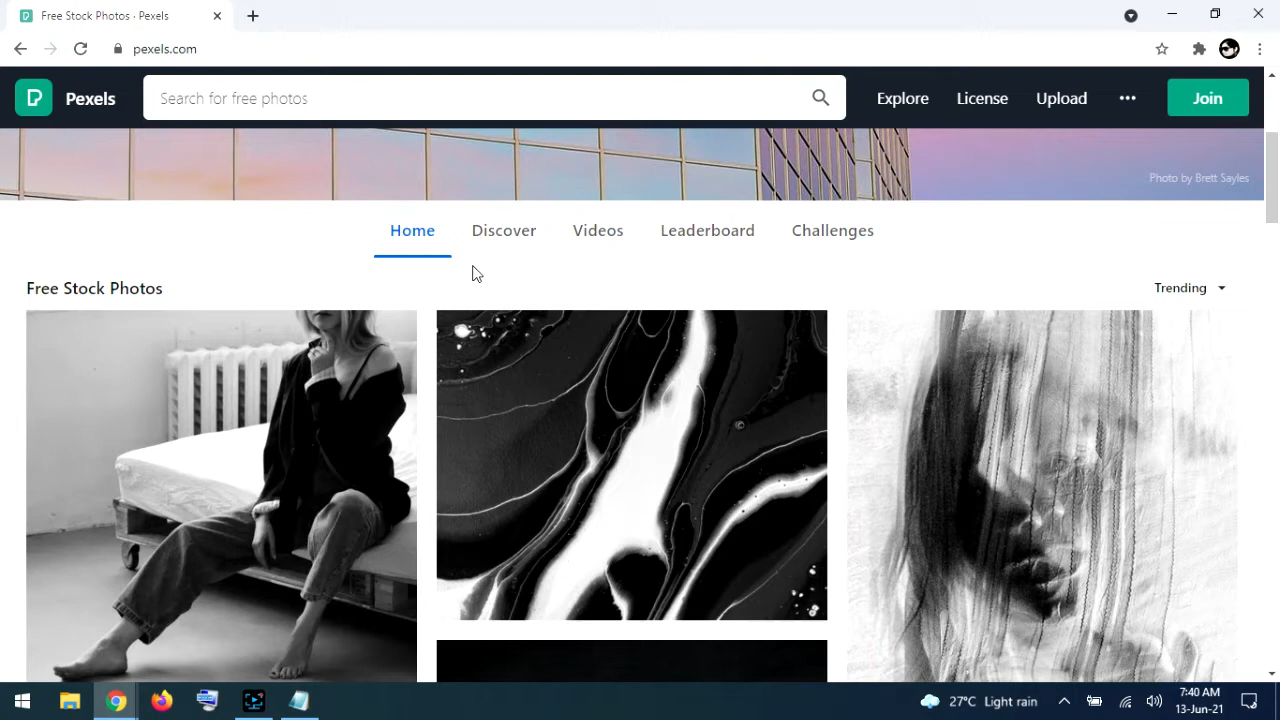 Free Stock Photos · Pexels
pexels.com
Pexels
Search for free photos
Explore
License
Upload
Join
Photo by Brett Sayles
Home
Discover
Videos
Leaderboard
Challenges
Free Stock Photos
Trending
27°C Light rain
7:40 AM
13-Jun-21